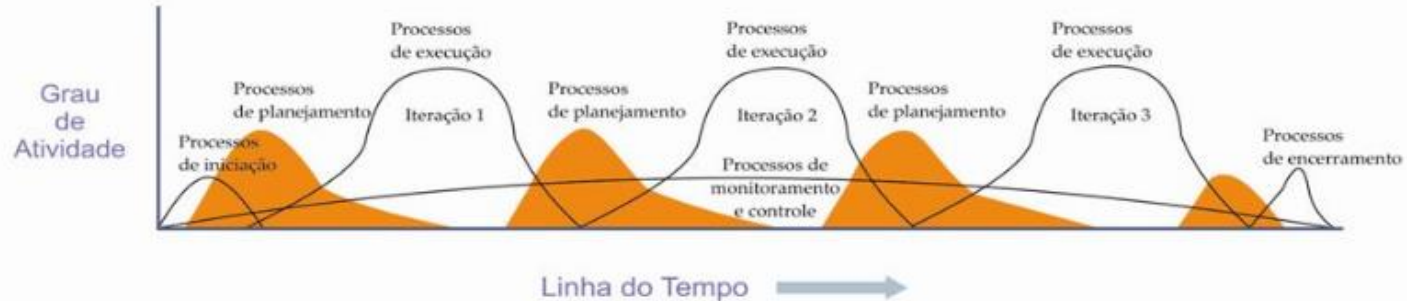 Processos
de execução
Processos
de execução
Processos
de execução
Grau
de
Atividade
Processos
de planejamento
Iteração 1
Processos
de planejamento
Iteração 2
Processos
de planejamento
Iteração 3
Processos
de iniciação
Processos de
monitoramento
e controle
Processos
de encerramento
Linha do Tempo